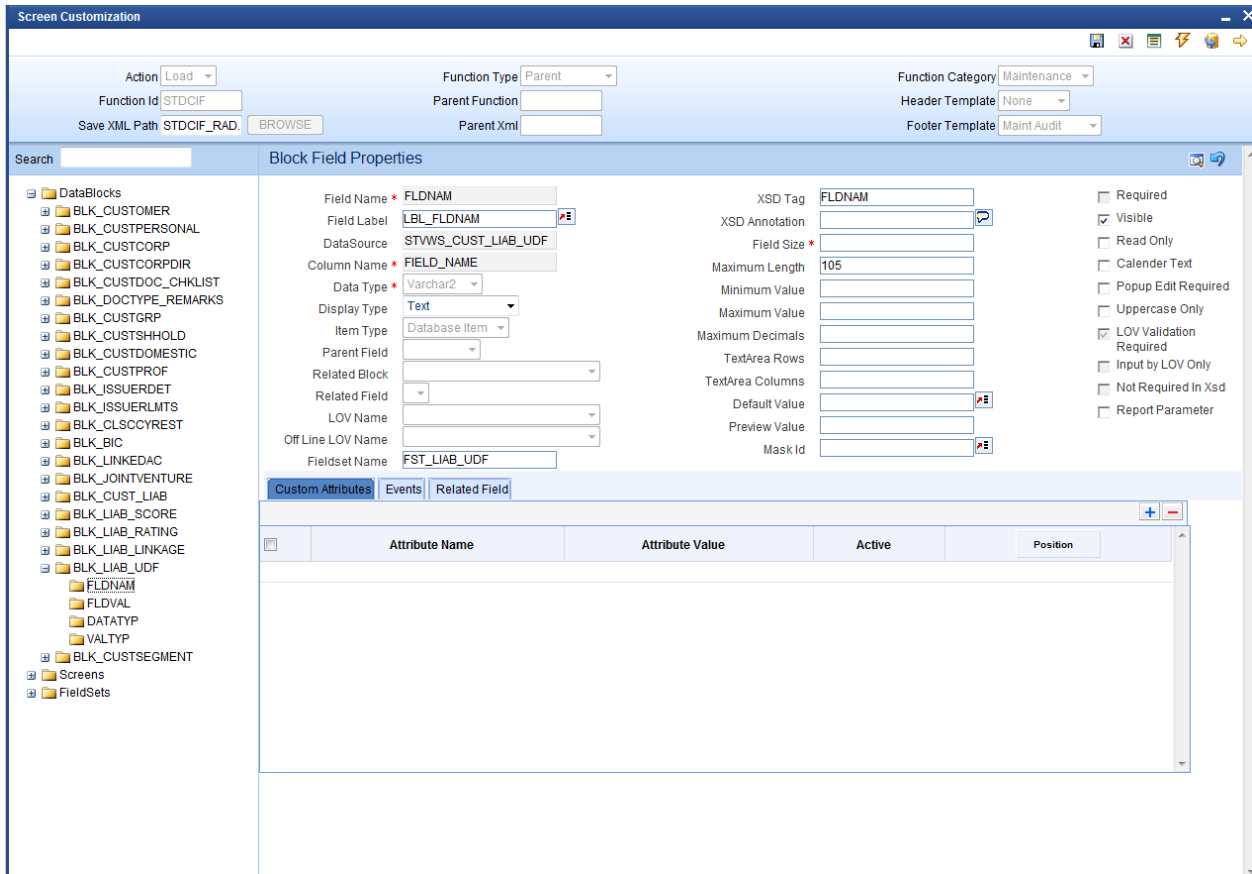 Screen Customization
Action Load Function Type Parent Function Category Maintenance
Function Id STDCIF Parent Function Header Template None
Save XML Path STDCIF_RAD. BROWSE Parent Xml Footer Template Maint Audit
Search Block Field Properties
DataBlocks
BLK_CUSTOMER
BLK_CUSTPERSONAL
BLK_CUSTCORP
BLK_CUSTCORPDIR
BLK_CUSTDOC_CHKLIST
BLK_DOCTYPE_REMARKS
BLK_CUSTGRP
BLK_CUSTSHHOLD
BLK_CUSTDOMESTIC
BLK_CUSTPROF
BLK_ISSUERDET
BLK_ISSUERLMTS
BLK_CLSCCYREST
BLK_BIC
BLK_LINKEDAC
BLK_JOINTVENTURE
BLK_CUST_LIAB
BLK_LIAB_SCORE
BLK_LIAB_RATING
BLK_LIAB_LINKAGE
BLK_LIAB_UDF
FLDNAM
FLDVAL
DATATYP
VALTYP
BLK_CUSTSEGMENT
Screens
FieldSets
Field Name * FLDNAM
Field Label LBL_FLDNAM
DataSource STVWS_CUST_LIAB_UDF
Column Name * FIELD_NAME
Data Type * Varchar2
Display Type Text
Item Type Database Item
Parent Field
Related Block
Related Field
LOV Name
Off Line LOV Name
Fieldset Name FST_LIAB_UDF
XSD Tag FLDNAM
XSD Annotation
Field Size *
Maximum Length 105
Minimum Value
Maximum Value
Maximum Decimals
TextArea Rows
TextArea Columns
Default Value
Preview Value
Mask Id
Required
Visible
Read Only
Calender Text
Popup Edit Required
Uppercase Only
LOV Validation
Required
Input by LOV Only
Not Required In Xsd
Report Parameter
Custom Attributes Events Related Field
Attribute Name Attribute Value Active Position